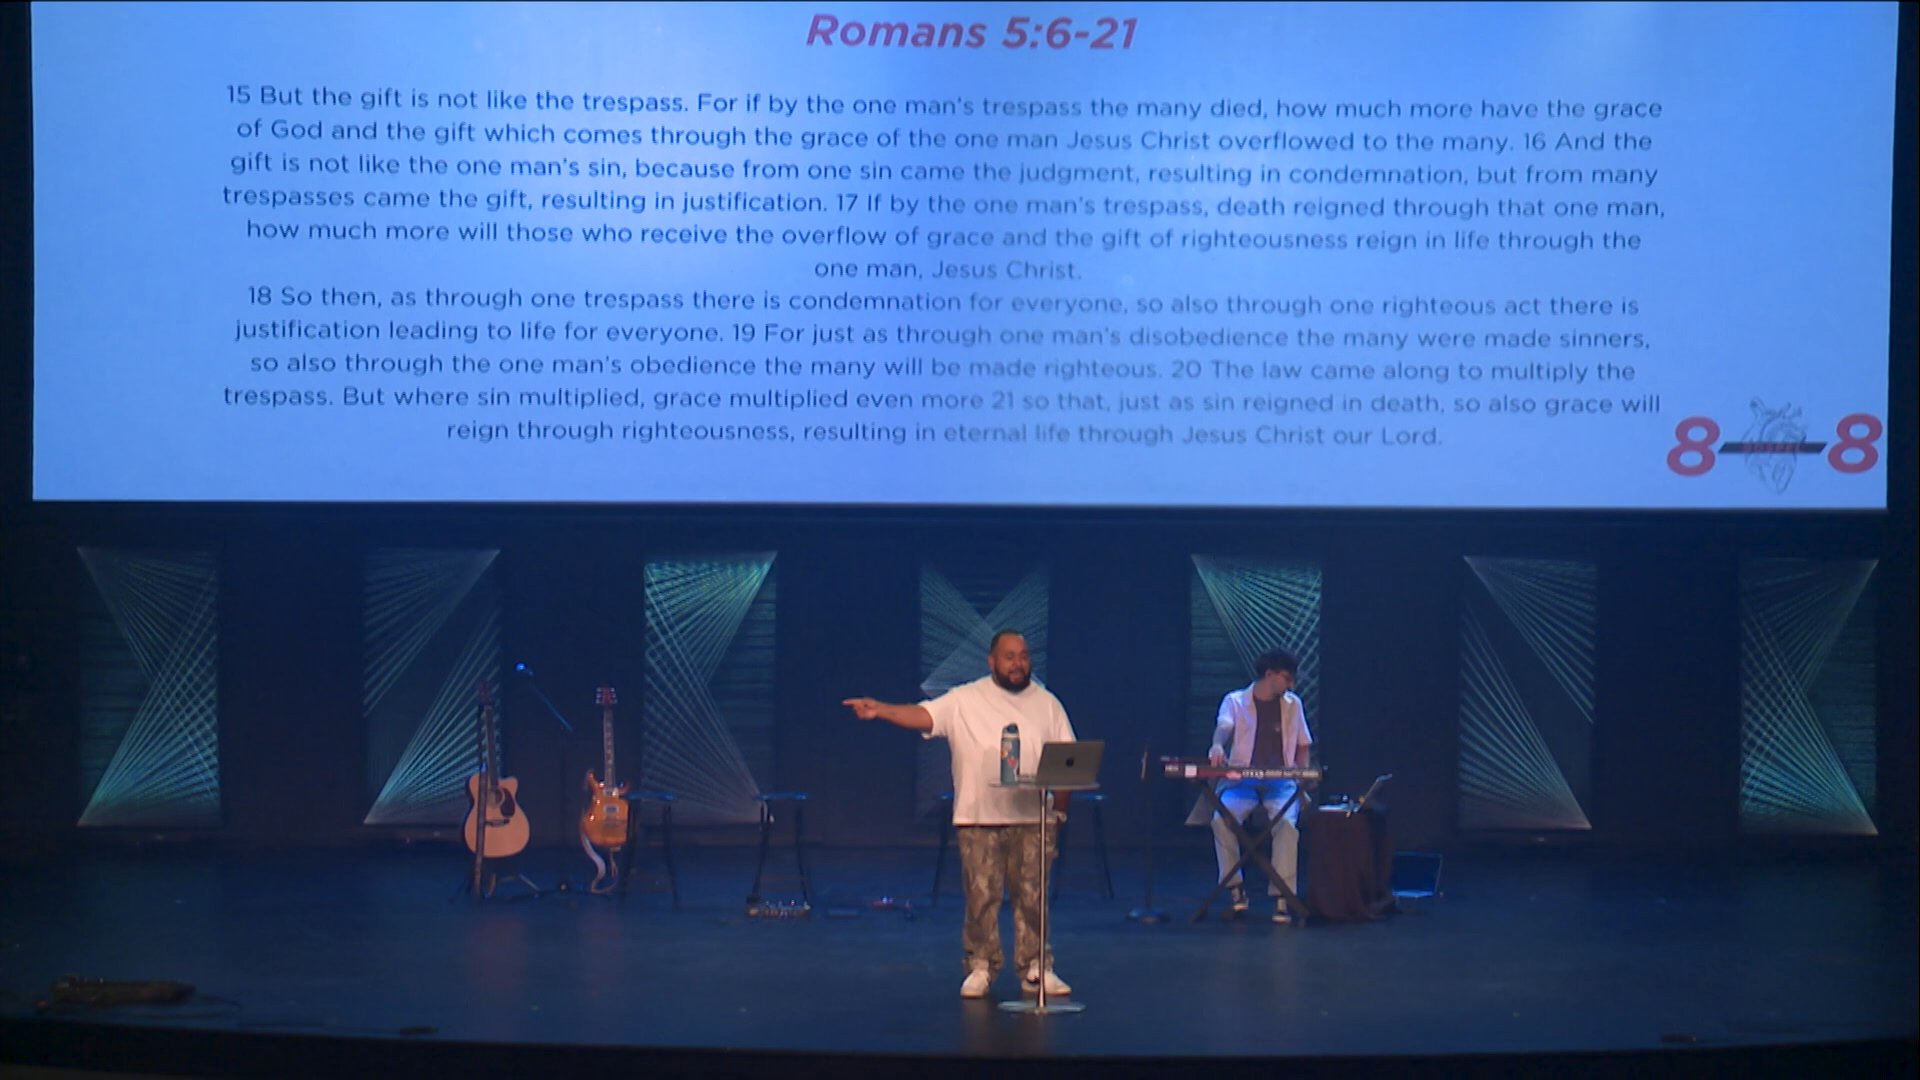 Romans 5:6-21
15 But the gift is not like the trespass. For if by the one man's trespass the many died, how much more have the grace
of God and the gift which comes through the grace of the one man Jesus Christ overflowed to the many. 16 And the
gift is not like the one man's sin, because from one sin came the judgment, resulting in condemnation, but from many
trespasses came the gift, resulting in justification. 17 If by the one man's trespass, death reigned through that one man,
how much more will those who receive the overflow of grace and the gift of righteousness reign in life through the
one man, Jesus Christ.
18 So then, as through one trespass there is condemnation for everyone, so also through one righteous act there is
justification leading to life for everyone. 19 For just as through one man's disobedience the many were made sinners,
so also through the one man's obedience the many will be made righteous. 20 The law came along to multiply the
trespass. But where sin multiplied, grace multiplied even more 21 so that, just as sin reigned in death, so also grace will
reign through righteousness, resulting in eternal life through Jesus Christ our Lord.
8 8